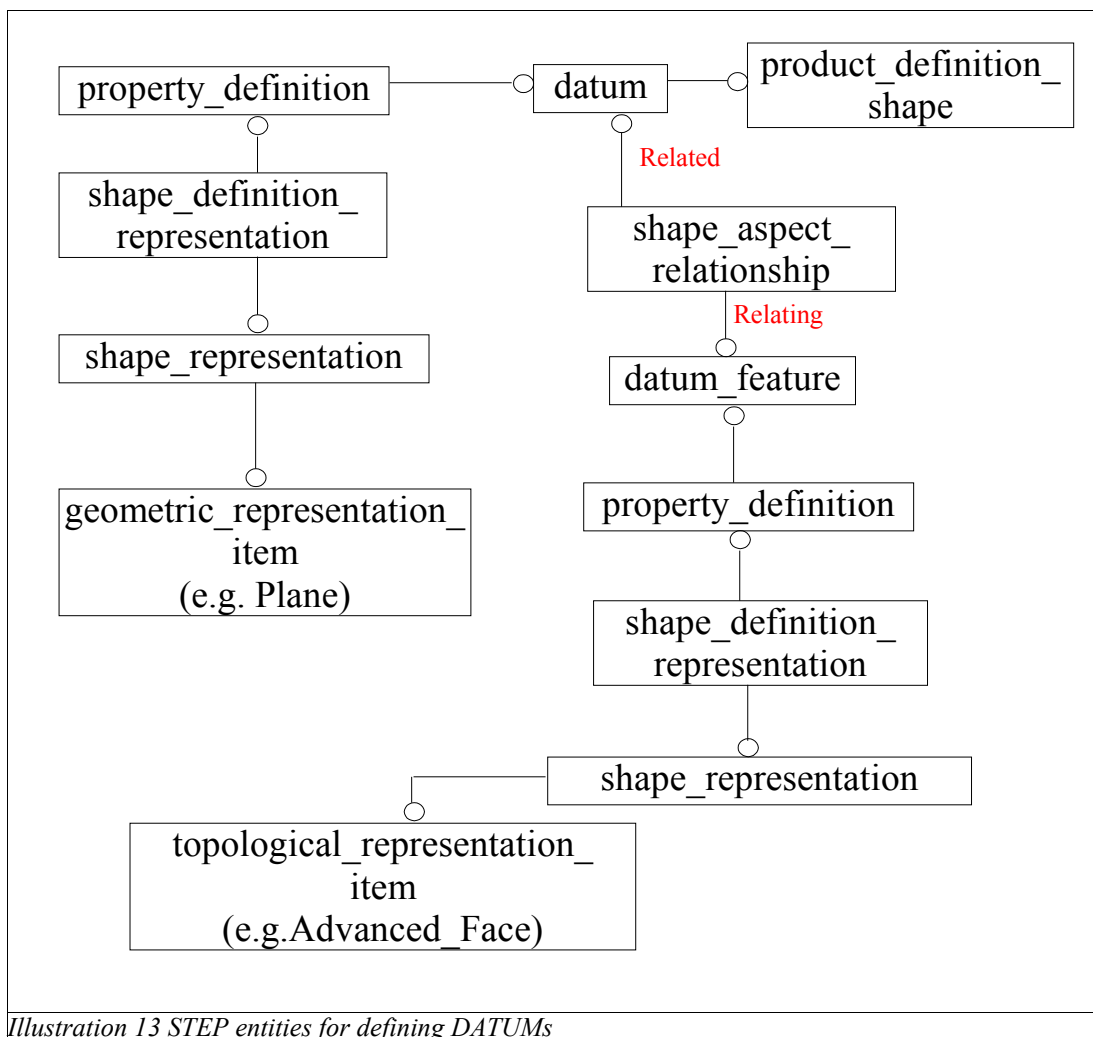 property_definition
datum
product_definition_
shape
Related
shape_definition_
representation
shape_aspect_
relationship
Relating
shape_representation
datum_feature
geometric_representation_
item
(e.g. Plane)
property_definition
shape_definition_
representation
shape_representation
topological_representation_
item
(e.g.Advanced_Face)
Illustration 13 STEP entities for defining DATUMs